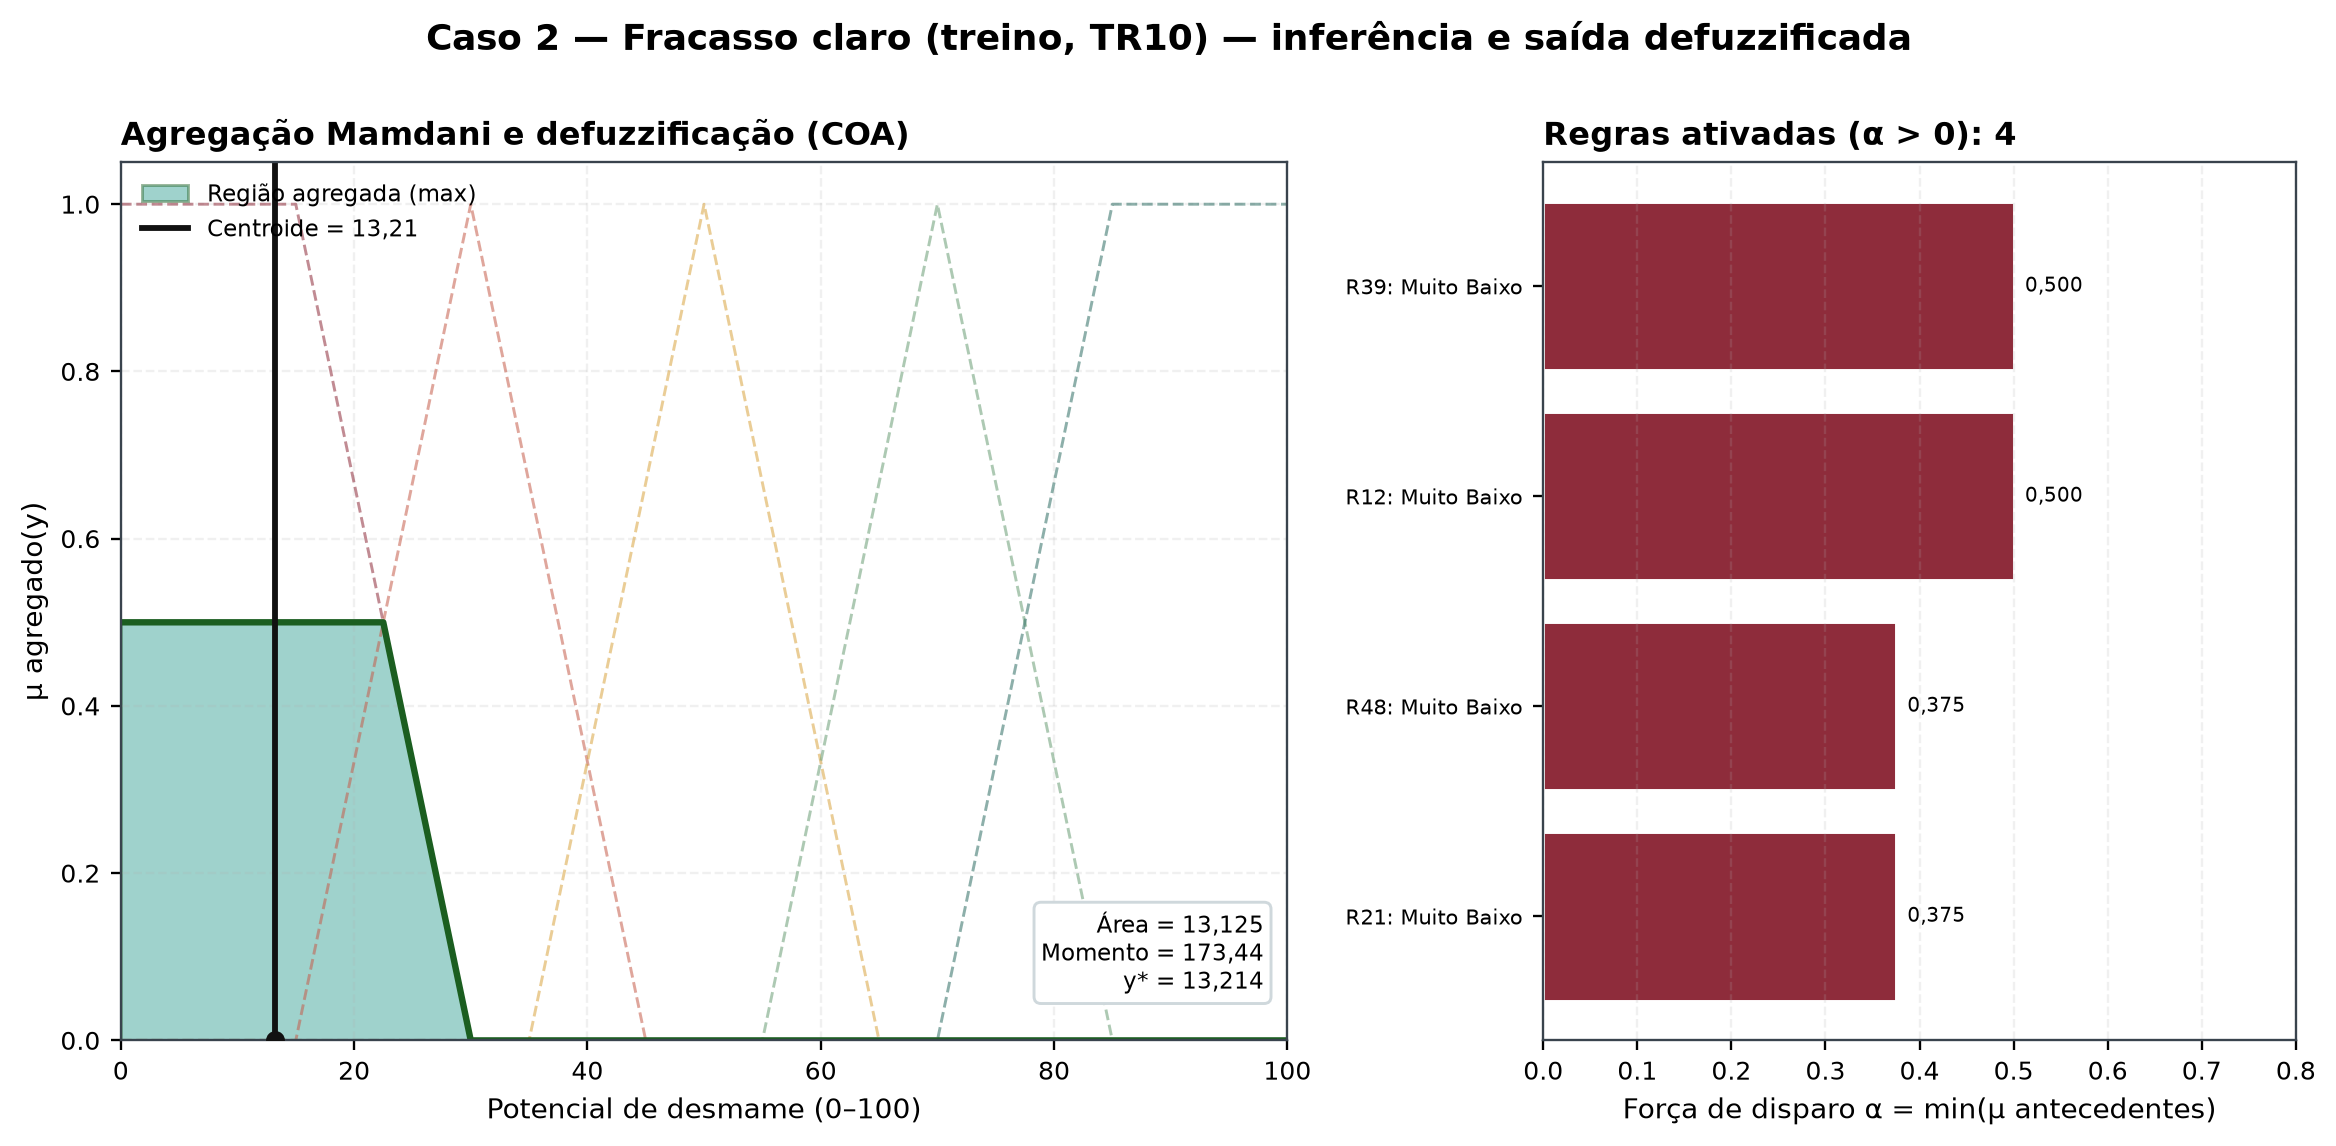 Caso 2 — Fracasso claro (treino, TR10) — inferência e saída defuzzificada
Agregação Mamdani e defuzzificação (COA)
Região agregada (max)
Centroide = 13,21
μ agregado(y)
1.0
0.8
0.6
0.4
0.2
0.0
0 20 40 60 80 100
Potencial de desmame (0–100)
Área = 13,125
Momento = 173,44
y* = 13,214
Regras ativadas (α > 0): 4
R39: Muito Baixo 0,500
R12: Muito Baixo 0,500
R48: Muito Baixo 0,375
R21: Muito Baixo 0,375
0.0 0.1 0.2 0.3 0.4 0.5 0.6 0.7 0.8
Força de disparo α = min(μ antecedentes)